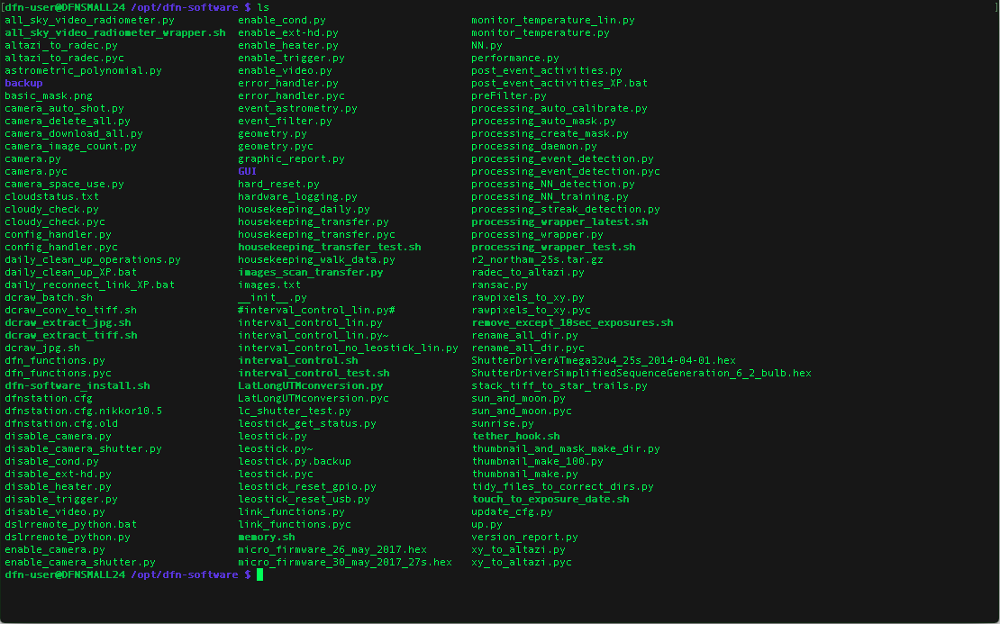 [dfn-user@DFNSMALL24 /opt/dfn-software $ ls ]
all_sky_video_radiometer.py enable_cond.py monitor_temperature_lin.py
all_sky_video_radiometer_wrapper.sh enable_ext-hd.py monitor_temperature.py
altazi_to_radec.py enable_heater.py NN.py
altazi_to_radec.pyc enable_trigger.py performance.py
astrometric_polynomial.py enable_video.py post_event_activities.py
backup error_handler.py post_event_activities_XP.bat
basic_mask.png error_handler.pyc preFilter.py
camera_auto_shot.py event_astrometry.py processing_auto_calibrate.py
camera_delete_all.py event_filter.py processing_auto_mask.py
camera_download_all.py geometry.py processing_create_mask.py
camera_image_count.py geometry.pyc processing_daemon.py
camera.py graphic_report.py processing_event_detection.py
camera.pyc GUI processing_event_detection.pyc
camera_space_use.py hard_reset.py processing_NN_detection.py
cloudstatus.txt hardware_logging.py processing_NN_training.py
cloudy_check.py housekeeping_daily.py processing_streak_detection.py
cloudy_check.pyc housekeeping_transfer.py processing_wrapper_latest.sh
config_handler.py housekeeping_transfer.pyc processing_wrapper.py
config_handler.pyc housekeeping_transfer_test.sh processing_wrapper_test.sh
daily_clean_up_operations.py housekeeping_walk_data.py r2_northam_25s.tar.gz
daily_clean_up_XP.bat images_scan_transfer.py radec_to_altazi.py
daily_reconnect_link_XP.bat images.txt ransac.py
dcraw_batch.sh __init__.py rawpixels_to_xy.py
dcraw_conv_to_tiff.sh #interval_control_lin.py# rawpixels_to_xy.pyc
dcraw_extract_jpg.sh interval_control_lin.py remove_except_10sec_exposures.sh
dcraw_extract_tiff.sh interval_control_lin.py~ rename_all_dir.py
dcraw_jpg.sh interval_control_no_leostick_lin.py rename_all_dir.pyc
dfn_functions.py interval_control.sh ShutterDriverATmega32u4_25s_2014-04-01.hex
dfn_functions.pyc interval_control_test.sh ShutterDriverSimplifiedSequenceGeneration_6_2_bulb.hex
dfn-software_install.sh LatLongUTMconversion.py stack_tiff_to_star_trails.py
dfnstation.cfg LatLongUTMconversion.pyc sun_and_moon.py
dfnstation.cfg.nikkor10.5 lc_shutter_test.py sun_and_moon.pyc
dfnstation.cfg.old leostick_get_status.py sunrise.py
disable_camera.py leostick.py tether_hook.sh
disable_camera_shutter.py leostick.py~ thumbnail_and_mask_make_dir.py
disable_cond.py leostick.py.backup thumbnail_make_100.py
disable_ext-hd.py leostick.pyc thumbnail_make.py
disable_heater.py leostick_reset_gpio.py tidy_files_to_correct_dirs.py
disable_trigger.py leostick_reset_usb.py touch_to_exposure_date.sh
disable_video.py link_functions.py update_cfg.py
dslrremote_python.bat link_functions.pyc up.py
dslrremote_python.py memory.sh version_report.py
enable_camera.py micro_firmware_26_may_2017.hex xy_to_altazi.py
enable_camera_shutter.py micro_firmware_30_may_2017_27s.hex xy_to_altazi.pyc
dfn-user@DFNSMALL24 /opt/dfn-software $